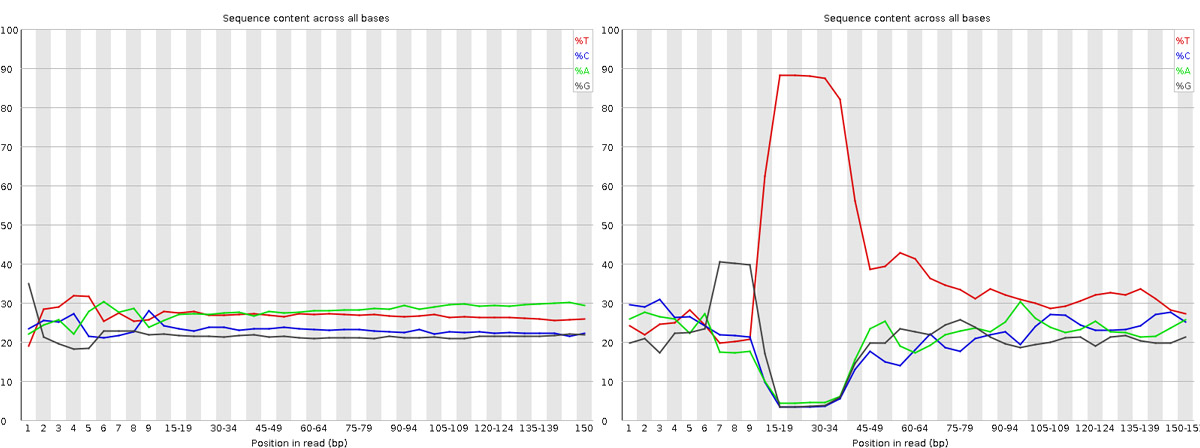 Sequence content across all bases
100
90
80
70
60
50
40
30
20
10
0
%T
%C
%A
%G
1 2 3 4 5 6 7 8 9 15-19 30-34 45-49 60-64 75-79 90-94 105-109 120-124 135-139 150
Position in read (bp)
Sequence content across all bases
100
90
80
70
60
50
40
30
20
10
0
%T
%C
%A
%G
1 2 3 4 5 6 7 8 9 15-19 30-34 45-49 60-64 75-79 90-94 105-109 120-124 135-139 150-15
Position in read (bp)